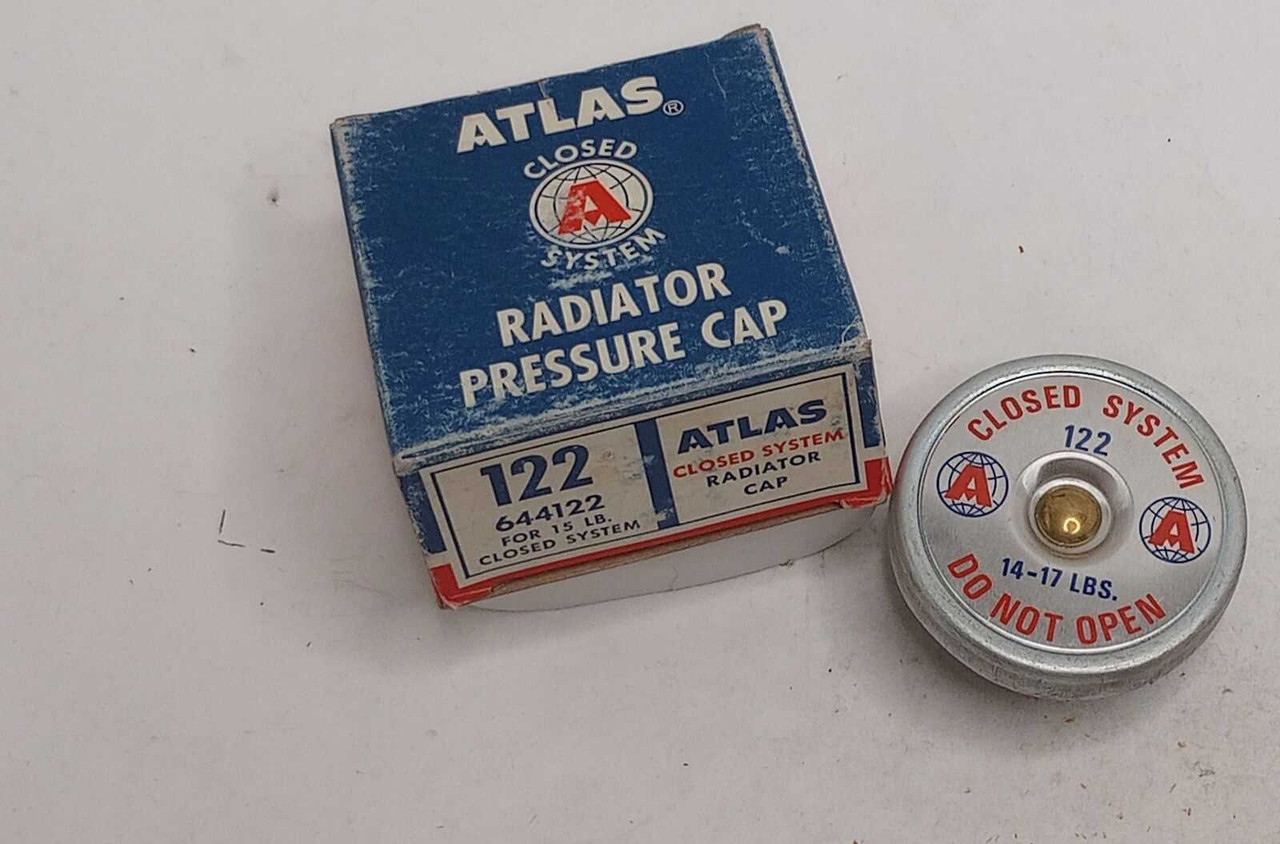 ATLAS®
CLOSED
A
SYSTEM
RADIATOR
PRESSURE CAP
122
644122
FOR 15 LB.
CLOSED SYSTEM
ATLAS
CLOSED SYSTEM
RADIATOR
CAP
CLOSED SYSTEM
122
A
A
14-17 LBS.
DO NOT OPEN